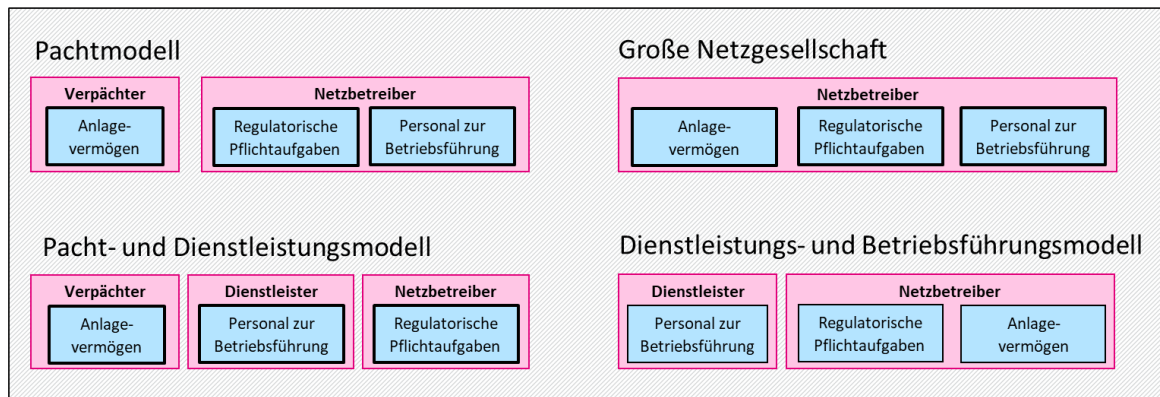 Pachtmodell
Verpächter
Anlage-
vermögen
Netzbetreiber
Regulatorische
Pflichtaufgaben
Personal zur
Betriebsführung
Große Netzgesellschaft
Netzbetreiber
Anlage-
vermögen
Regulatorische
Pflichtaufgaben
Personal zur
Betriebsführung
Pacht- und Dienstleistungsmodell
Verpächter
Anlage-
vermögen
Dienstleister
Personal zur
Betriebsführung
Netzbetreiber
Regulatorische
Pflichtaufgaben
Dienstleistungs- und Betriebsführungsmodell
Dienstleister
Personal zur
Betriebsführung
Netzbetreiber
Regulatorische
Pflichtaufgaben
Anlage-
vermögen